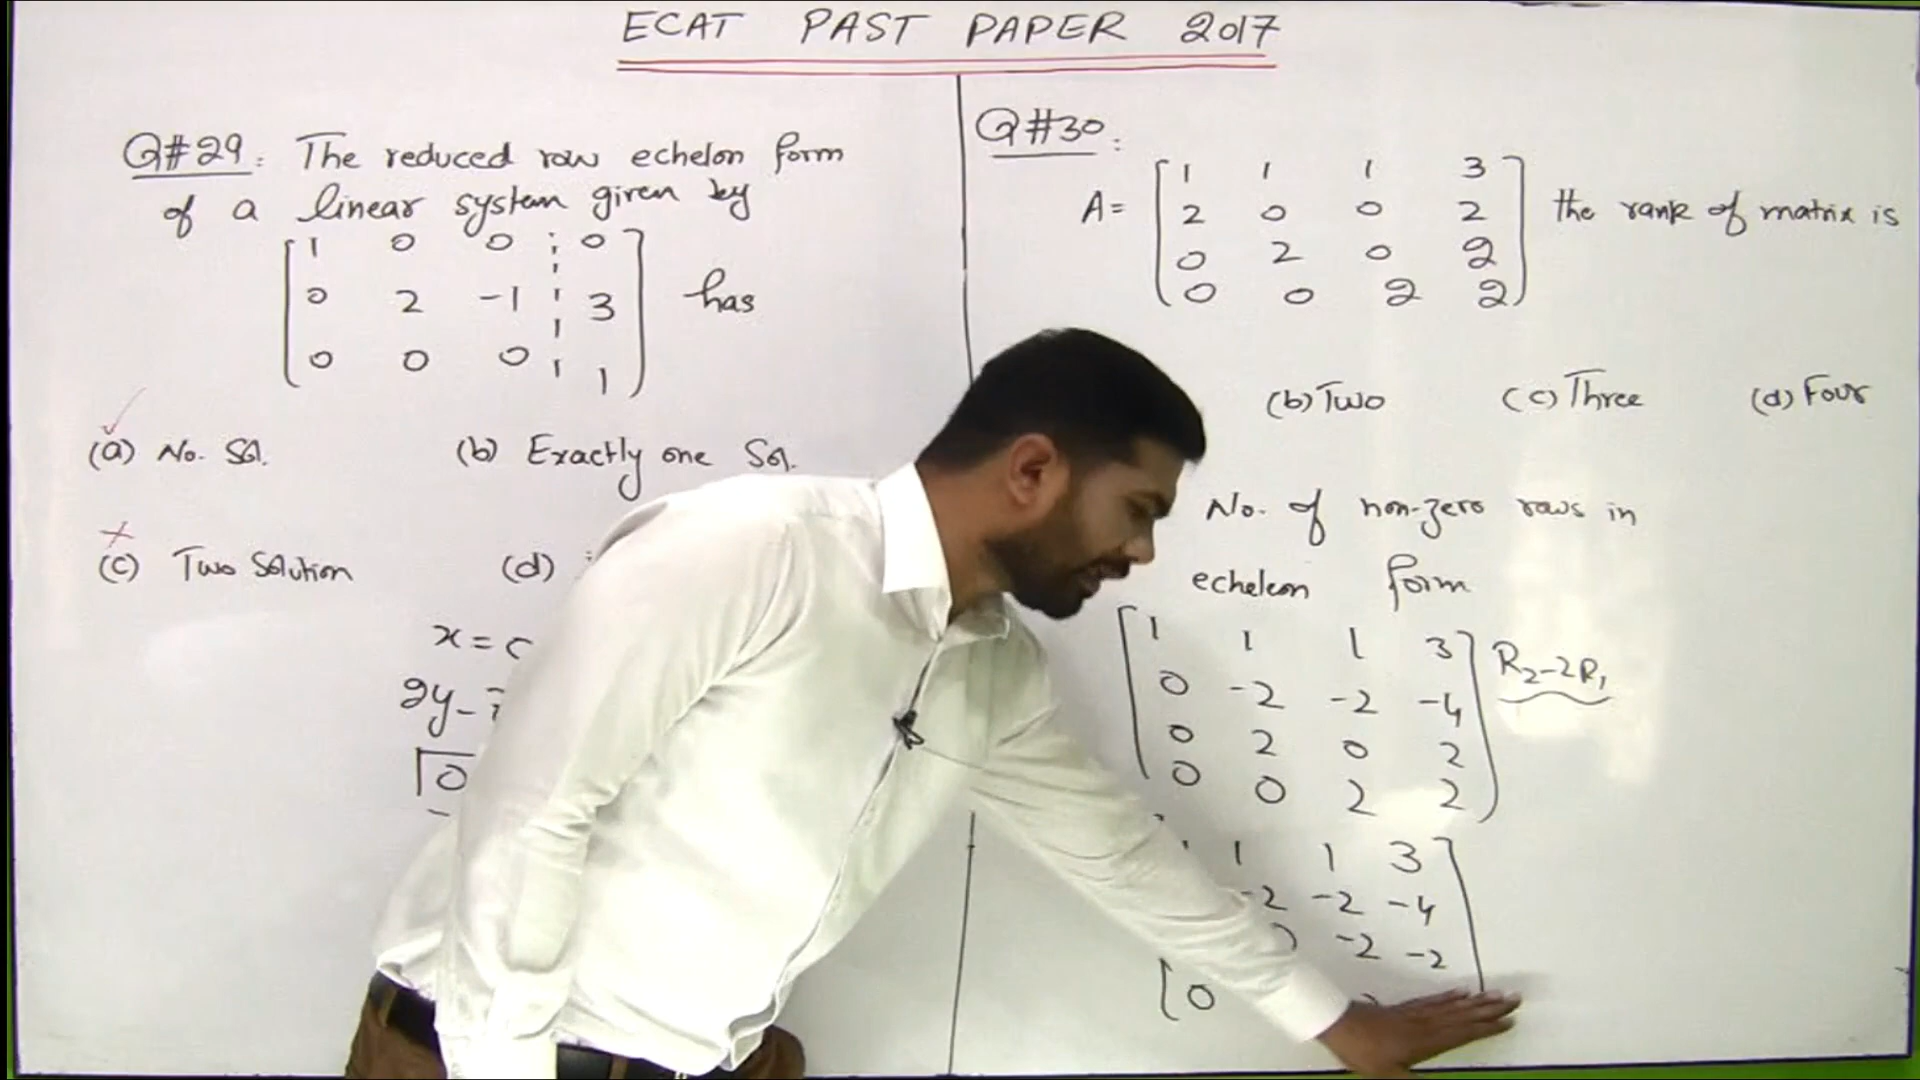 ECAT PAST PAPER 2017
Q#29: The reduced row echelon form
of a linear system given by
1 0 0 0
0 2 -1 3 has
0 0 0 1
(a) No. Sol. (b) Exactly one Sol.
(c) Two Solution (d)
x =
2y -
0
Q#30:
1 1 1 3
A = 2 0 0 2 the rank of matrix is
0 2 0 2
0 0 2 2
(b) Two (c) Three (d) Four
No. of non-zero rows in
echelon form
1 1 1 3
0 -2 -2 -4 R2-2R1
0 2 0 2
0 0 2 2
1 1 3
-2 -2 -4
-2 -2
0